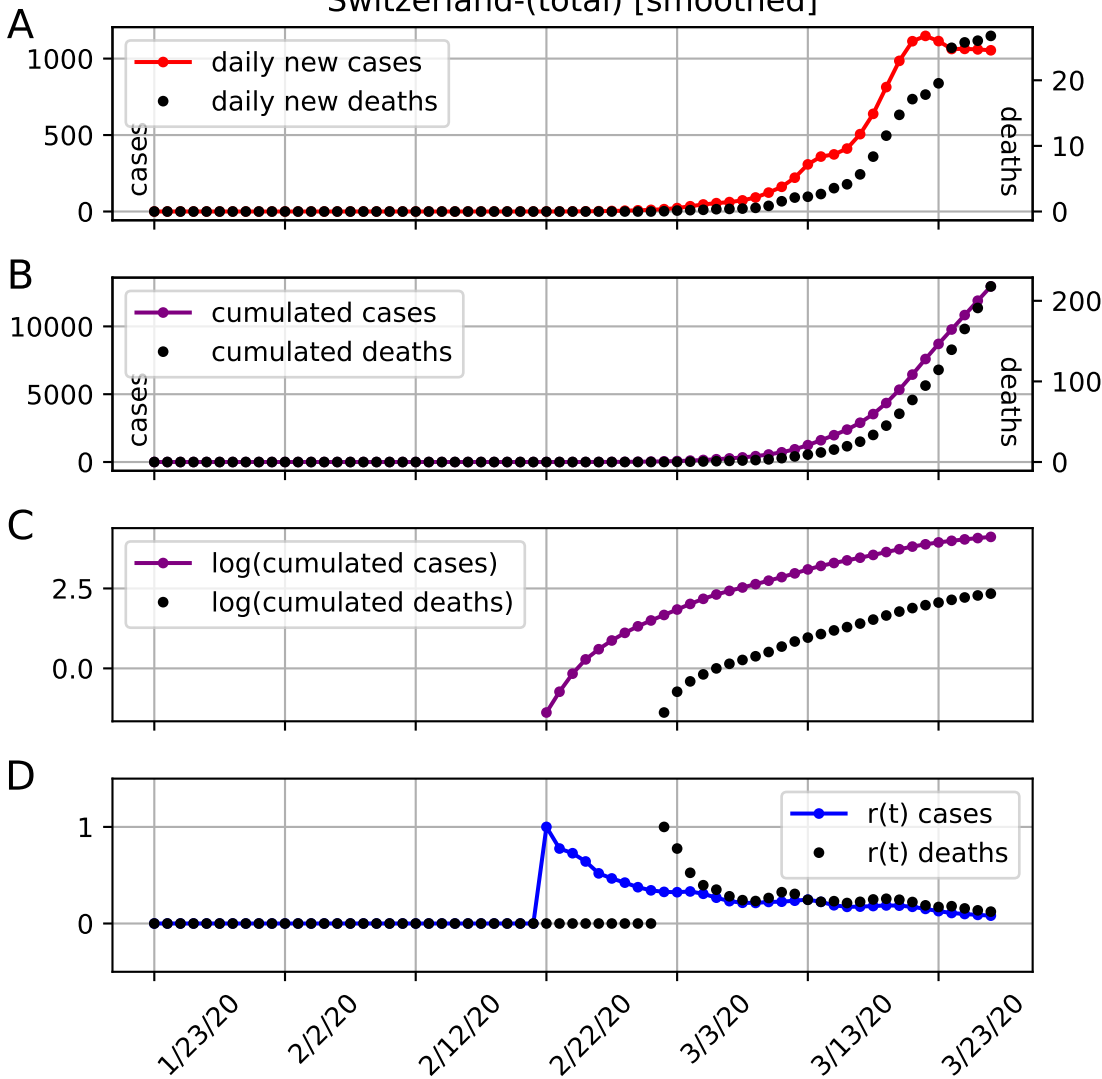 Switzerland-(total) [smoothed]
A
1000
500
0
cases
daily new cases
daily new deaths
20
10
0
deaths
B
10000
5000
0
cases
cumulated cases
cumulated deaths
200
100
0
deaths
C
2.5
0.0
log(cumulated cases)
log(cumulated deaths)
D
1
0
r(t) cases
r(t) deaths
1/23/20
2/2/20
2/12/20
2/22/20
3/3/20
3/13/20
3/23/20